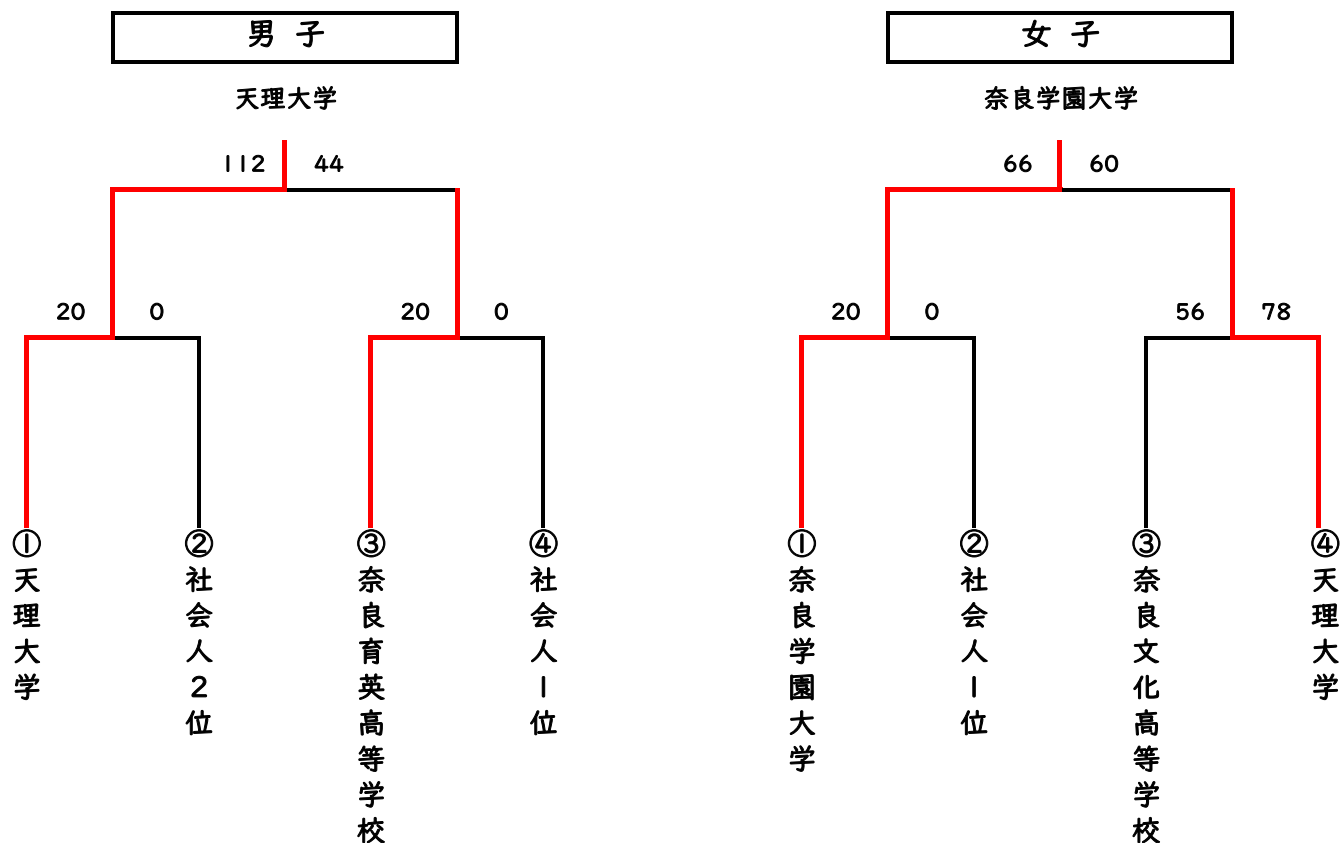 男 子
天理大学
112 44
20 0
20 0
①天理大学
②社会人2位
③奈良育英高等学校
④社会人1位
女 子
奈良学園大学
66 60
20 0
56 78
①奈良学園大学
②社会人1位
③奈良文化高等学校
④天理大学